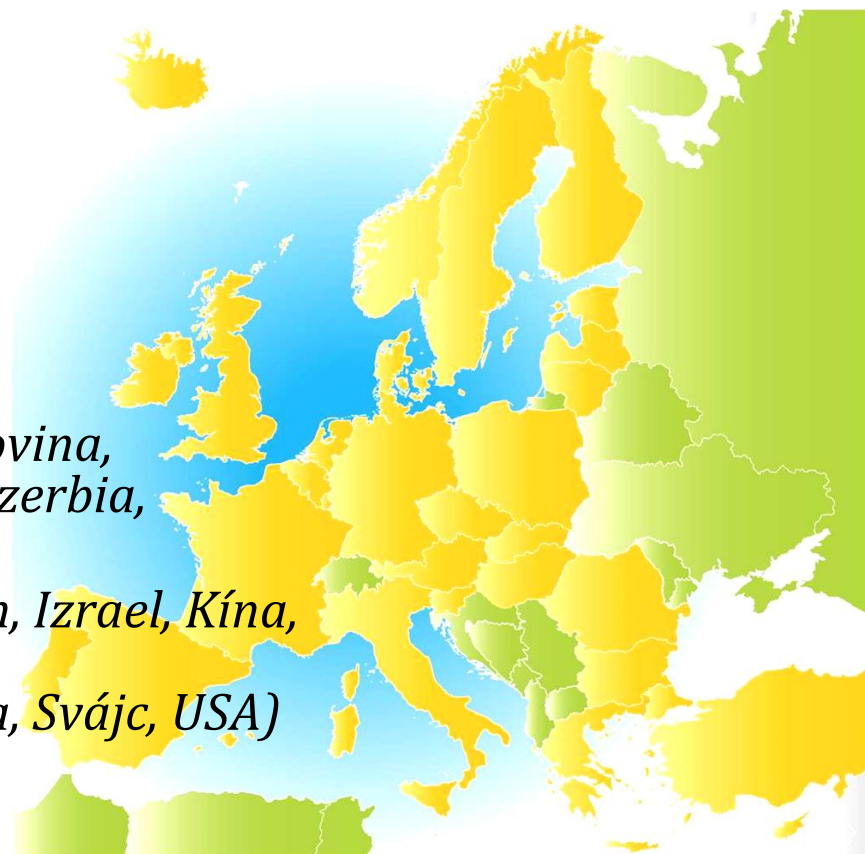 ovina,
zerbia,
n, Izrael, Kína,
a, Svájc, USA)